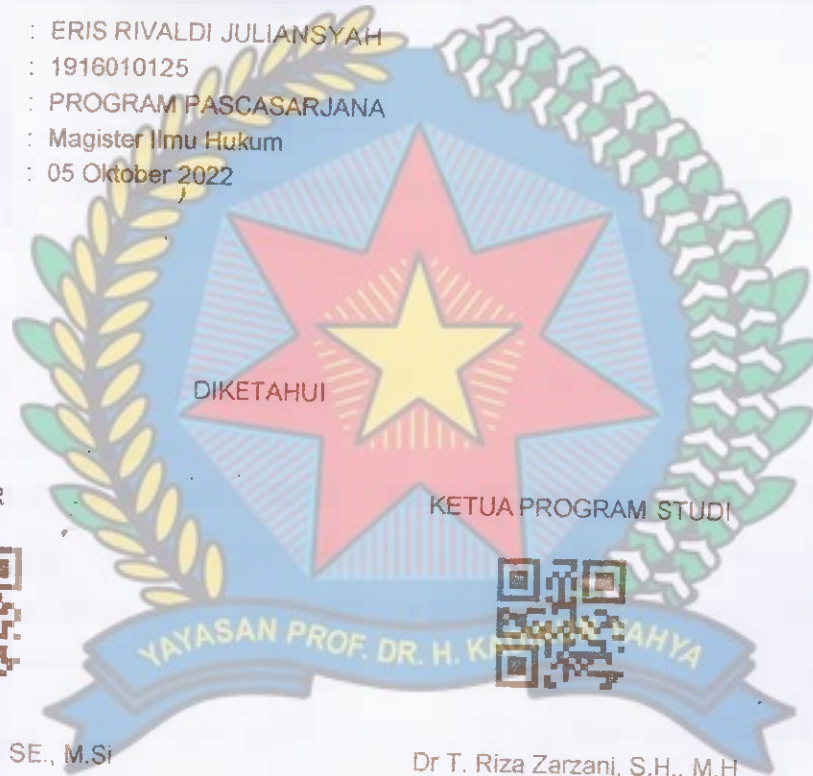 : ERIS RIVALDI JULIANSYAH
: 1916010125
: PROGRAM PASCASARJANA
: Magister Ilmu Hukum
: 05 Oktober 2022
DIKETAHUI
KETUA PROGRAM STUDI
YAYASAN PROF. DR. H.
SE., M.Si
Dr T. Riza Zarzani, S.H., M.H